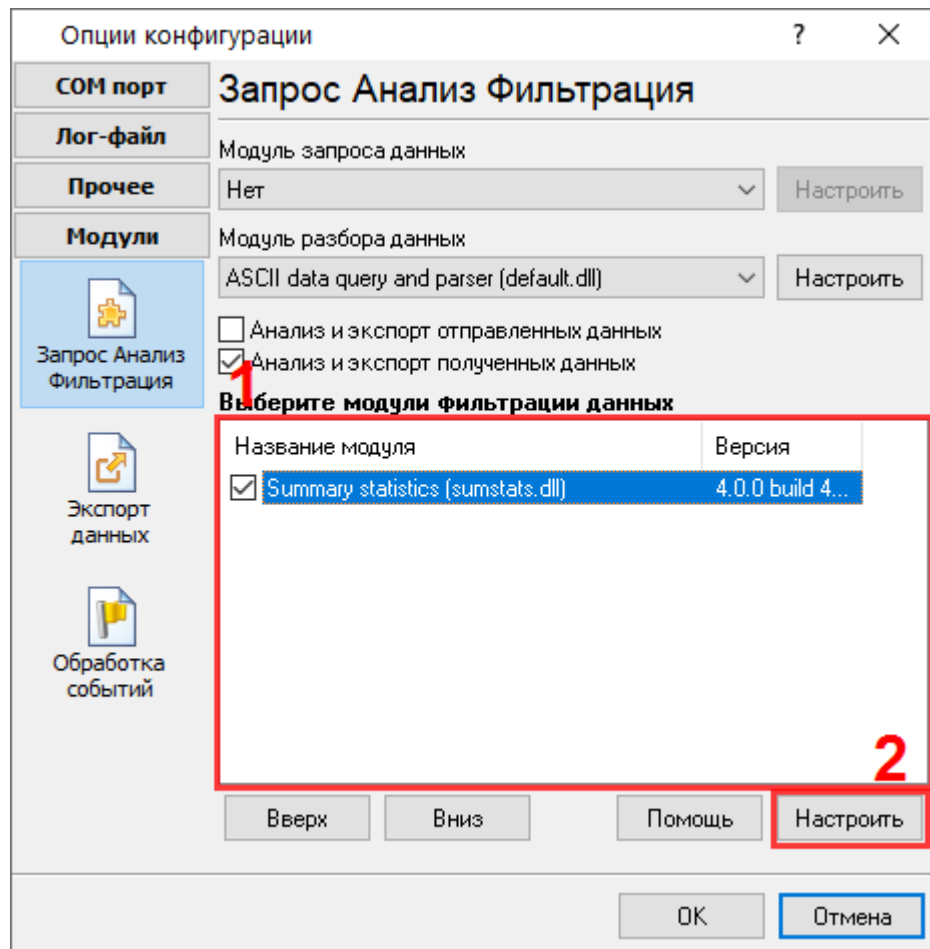 Опции конфигурации
?
COM порт
Лог-файл
Прочее
Модули
Запрос Анализ
Фильтрация
Экспорт
данных
Обработка
событий
Запрос Анализ Фильтрация
Модуль запроса данных
Нет
Настроить
Модуль разбора данных
ASCII data query and parser (default.dll)
Настроить
Анализ и экспорт отправленных данных
Анализ и экспорт полученных данных
1
Выберите модули фильтрации данных
Название модуля Версия
Summary statistics (sumstats.dll) 4.0.0 build 4...
2
Вверх Вниз Помощь Настроить
OK Отмена